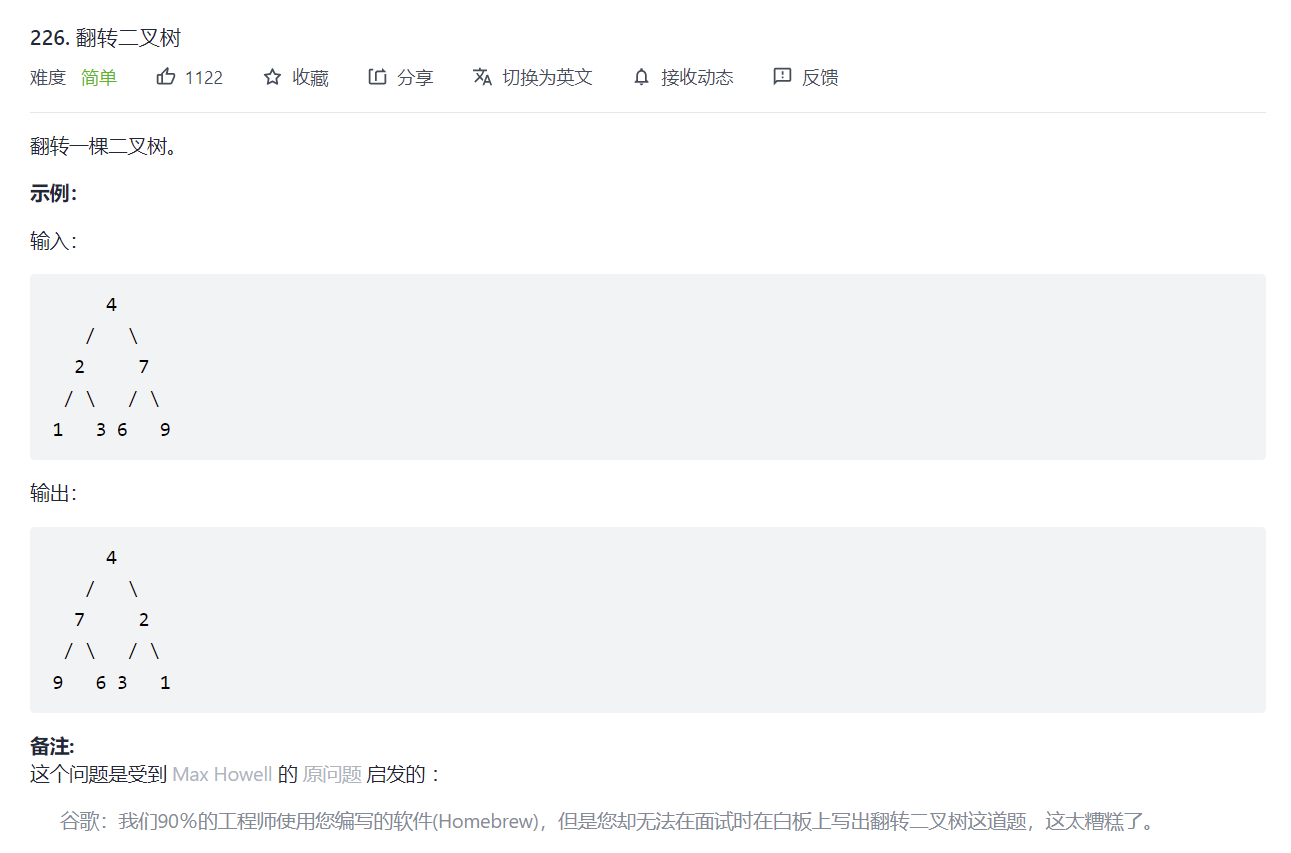 226. 翻转二叉树
难度 简单 1122 收藏 分享 切换为英文 接收动态 反馈
翻转一棵二叉树。
示例：
输入：
     4
   /   \
  2     7
 / \   / \
1   3 6   9
输出：
     4
   /   \
  7     2
 / \   / \
9   6 3   1
备注:
这个问题是受到 Max Howell 的 原问题 启发的 ：
谷歌：我们90％的工程师使用您编写的软件(Homebrew)，但是您却无法在面试时在白板上写出翻转二叉树这道题，这太糟糕了。